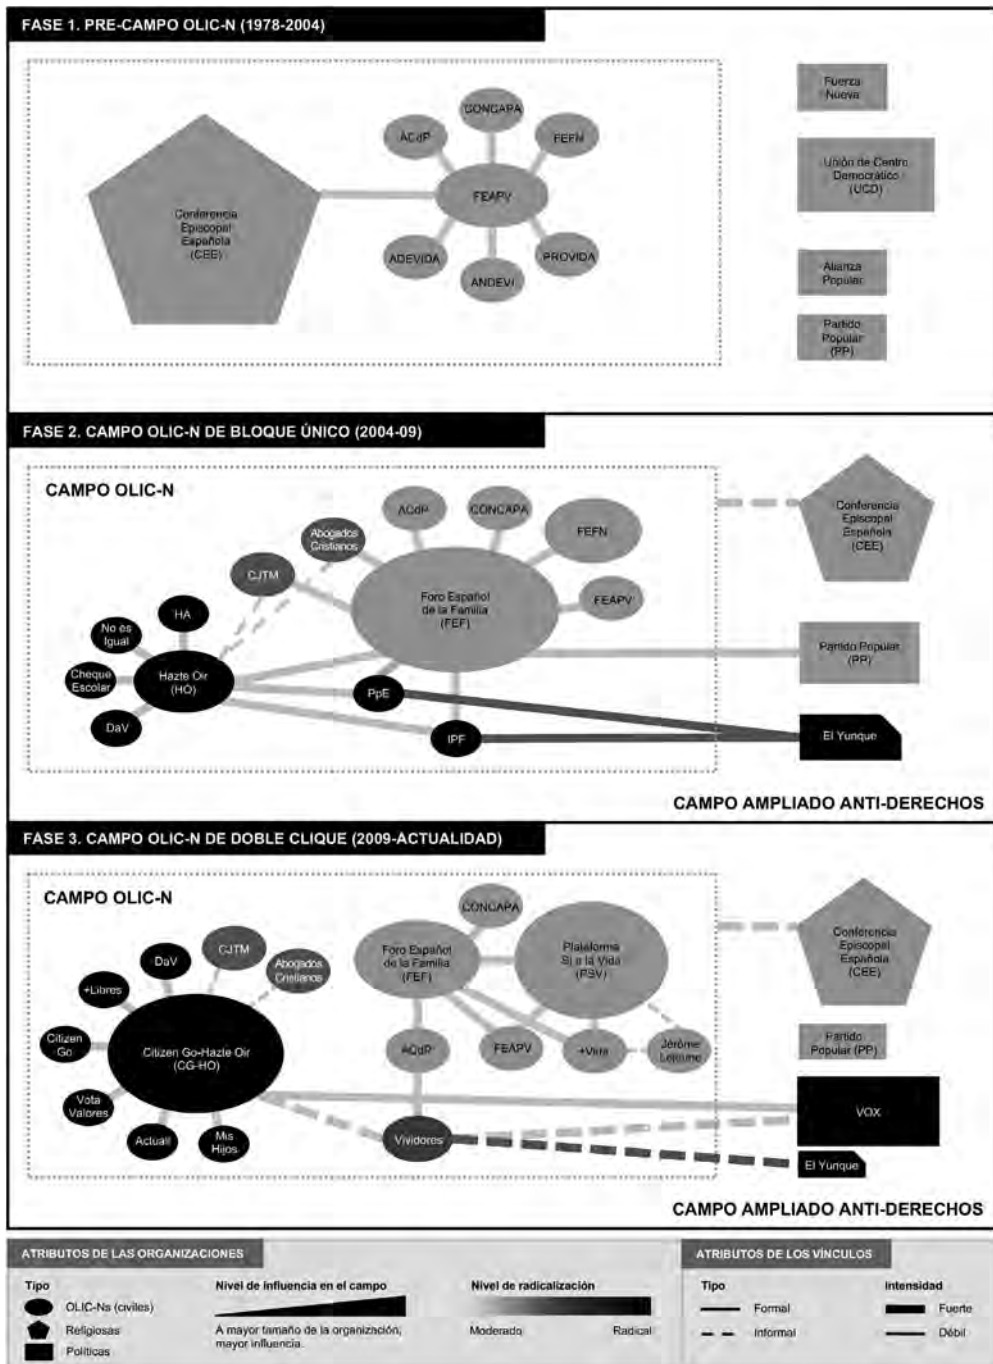 FASE 1. PRE-CAMPO OLIC-N (1978-2004)
Conferencia
Episcopal
Española
(CEE)
CONCAPA
ACdP
FEFN
FEAPV
ADEVIDA
PROVIDA
ANDEVI
Fuerza
Nueva
Unión de Centro
Democrático
(UCD)
Alianza
Popular
Partido
Popular
(PP)
FASE 2. CAMPO OLIC-N DE BLOQUE ÚNICO (2004-09)
CAMPO OLIC-N
ACdP
CONCAPA
Abogados
Cristianos
FEFN
CJTM
Foro Español
de la Familia
(FEF)
FEAPV
HA
No es
Igual
Cheque
Escolar
Hazte Oir
(HO)
DaV
PpE
IPF
Conferencia
Episcopal
Española
(CEE)
Partido Popular
(PP)
El Yunque
CAMPO AMPLIADO ANTI-DERECHOS
FASE 3. CAMPO OLIC-N DE DOBLE CLIQUE (2009-ACTUALIDAD)
CAMPO OLIC-N
CONCAPA
CJTM
DaV
Abogados
Cristianos
Foro Español
de la Familia
(FEF)
Plataforma
Sí a la Vida
(PSV)
+Libres
Citizen
Go
Citizen Go-Hazte Oir
(CG-HO)
ACdP
FEAPV
+Vida
Jérôme
Lejeune
Vota
Valores
Actuall
Mis
Hijos
Vividores
Conferencia
Episcopal
Española
(CEE)
Partido
Popular (PP)
VOX
El Yunque
CAMPO AMPLIADO ANTI-DERECHOS
ATRIBUTOS DE LAS ORGANIZACIONES
Tipo
OLIC-Ns (civiles)
Religiosas
Políticas
Nivel de influencia en el campo
A mayor tamaño de la organización,
mayor influencia.
Nivel de radicalización
Moderado
Radical
ATRIBUTOS DE LOS VÍNCULOS
Tipo
Formal
Informal
Intensidad
Fuerte
Débil